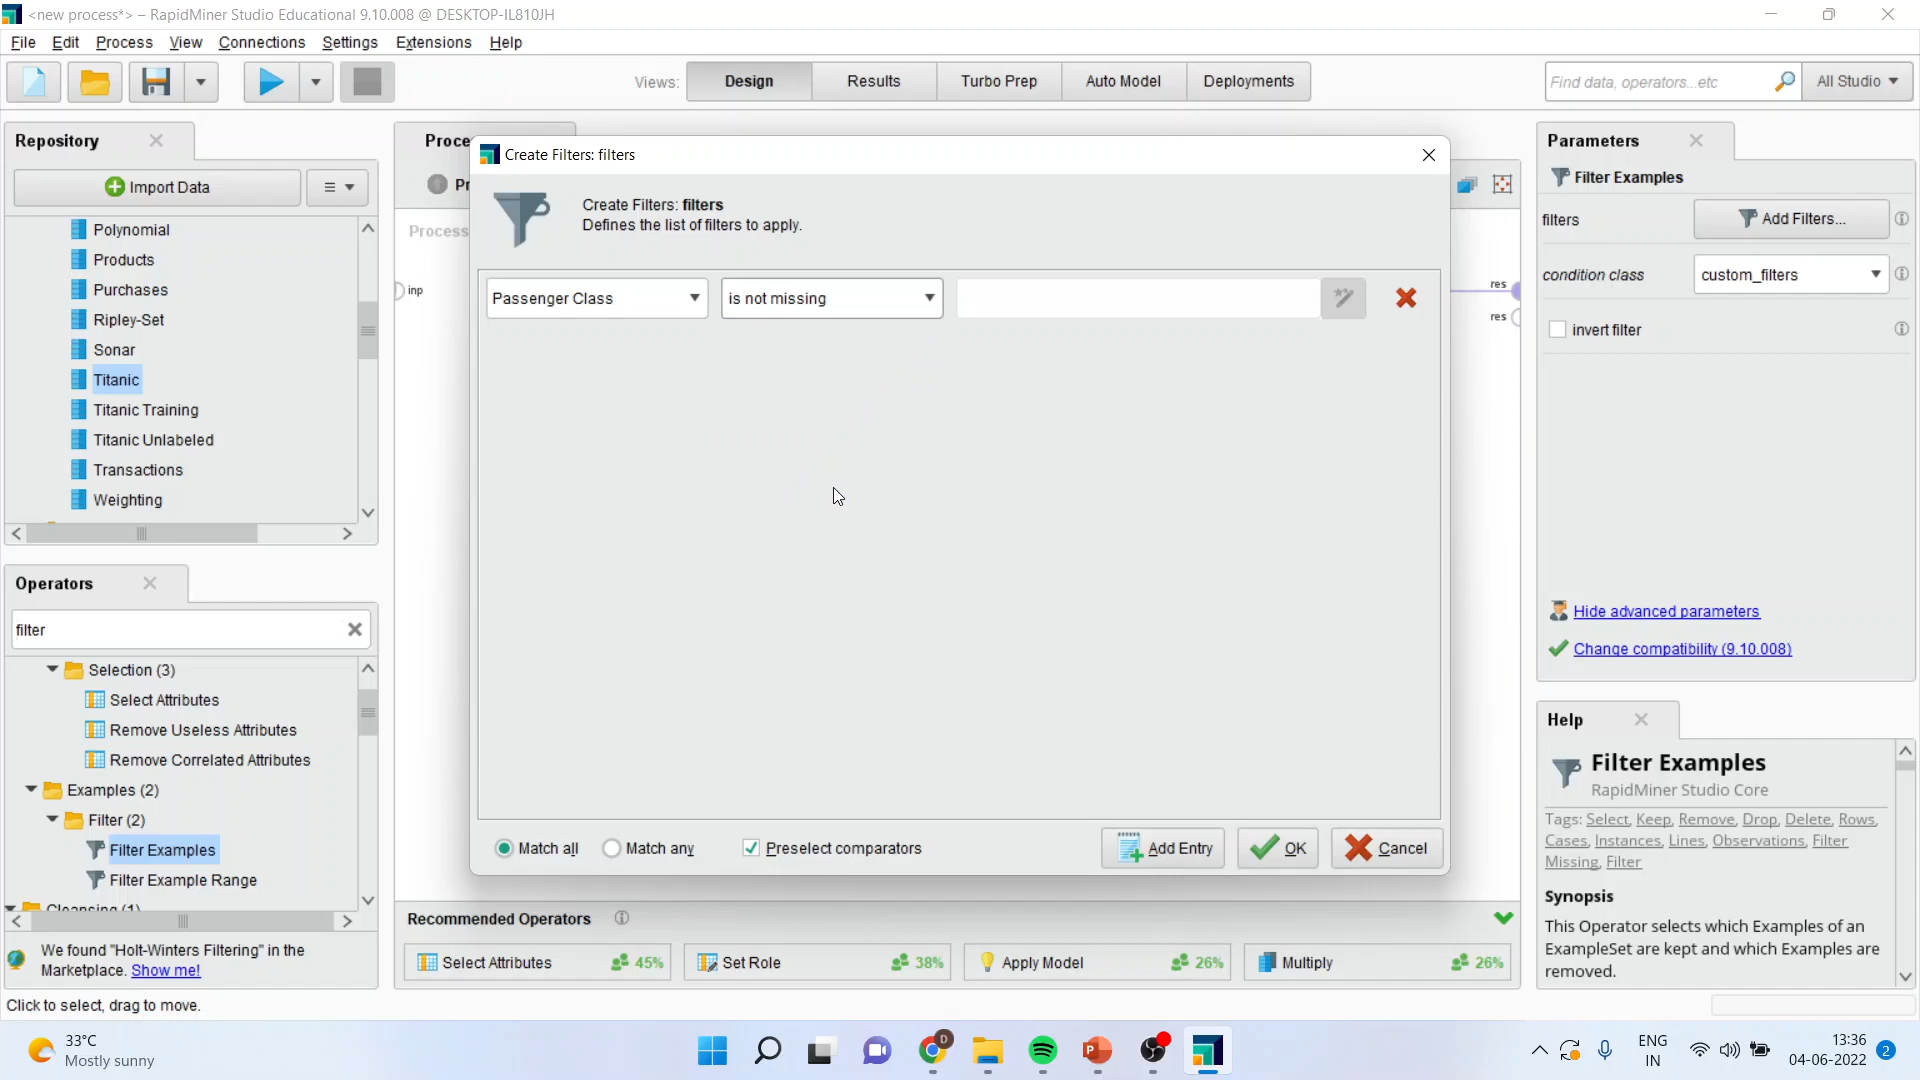 <new process*> – RapidMiner Studio Educational 9.10.008 @ DESKTOP-IL810JH
File Edit Process View Connections Settings Extensions Help
Views: Design Results Turbo Prep Auto Model Deployments
Find data, operators...etc
All Studio
Repository
Import Data
Polynomial
Products
Purchases
Ripley-Set
Sonar
Titanic
Titanic Training
Titanic Unlabeled
Transactions
Weighting
Operators
filter
Selection (3)
Select Attributes
Remove Useless Attributes
Remove Correlated Attributes
Examples (2)
Filter (2)
Filter Examples
Filter Example Range
Cleansing (1)
We found "Holt-Winters Filtering" in the
Marketplace. Show me!
Click to select, drag to move.
Process
inp
res
res
Create Filters: filters
Create Filters: filters
Defines the list of filters to apply.
Passenger Class is not missing
Match all Match any Preselect comparators Add Entry OK Cancel
Recommended Operators
Select Attributes 45% Set Role 38% Apply Model 26% Multiply 26%
Parameters
Filter Examples
filters Add Filters...
condition class custom_filters
invert filter
Hide advanced parameters
Change compatibility (9.10.008)
Help
Filter Examples
RapidMiner Studio Core
Tags: Select, Keep, Remove, Drop, Delete, Rows,
Cases, Instances, Lines, Observations, Filter
Missing, Filter
Synopsis
This Operator selects which Examples of an
ExampleSet are kept and which Examples are
removed.
33°C
Mostly sunny
D
P
ENG
IN
13:36
04-06-2022
2